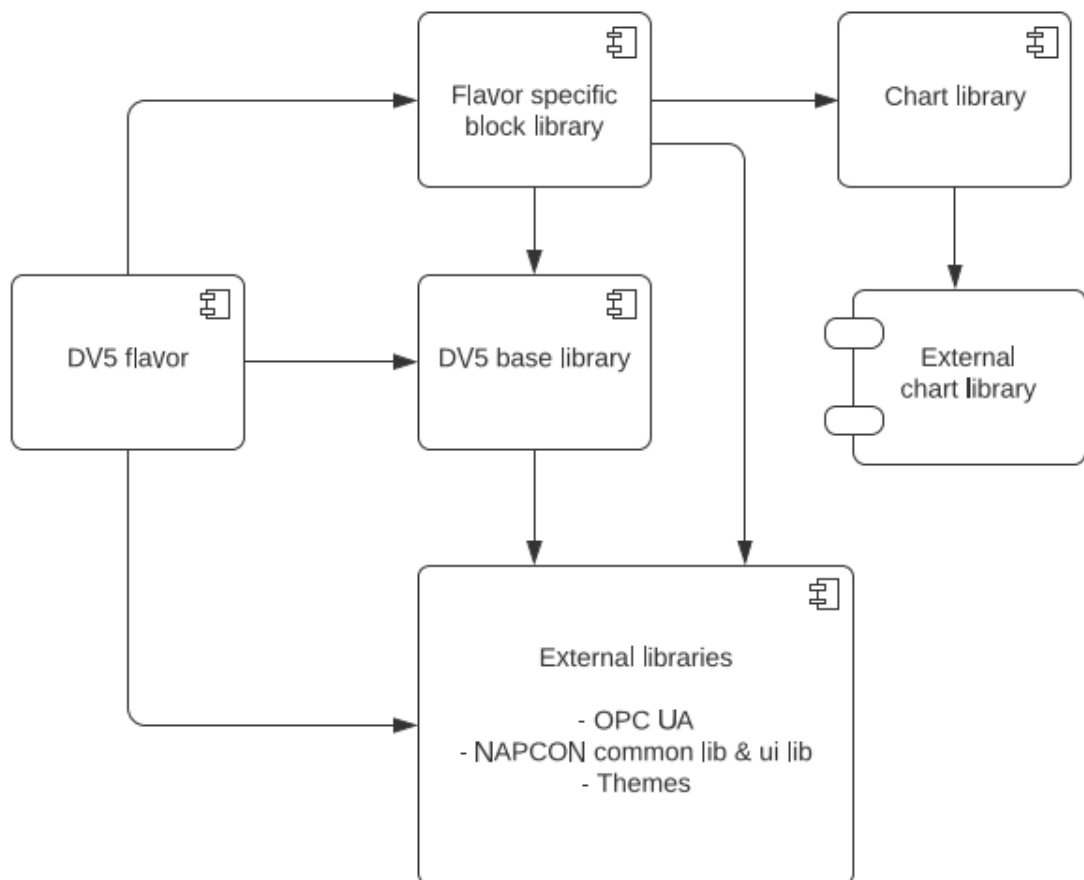 Flavor specific
block library
Chart library
DV5 flavor
DV5 base library
External
chart library
External libraries
- OPC UA
- NAPCON common lib & ui lib
- Themes